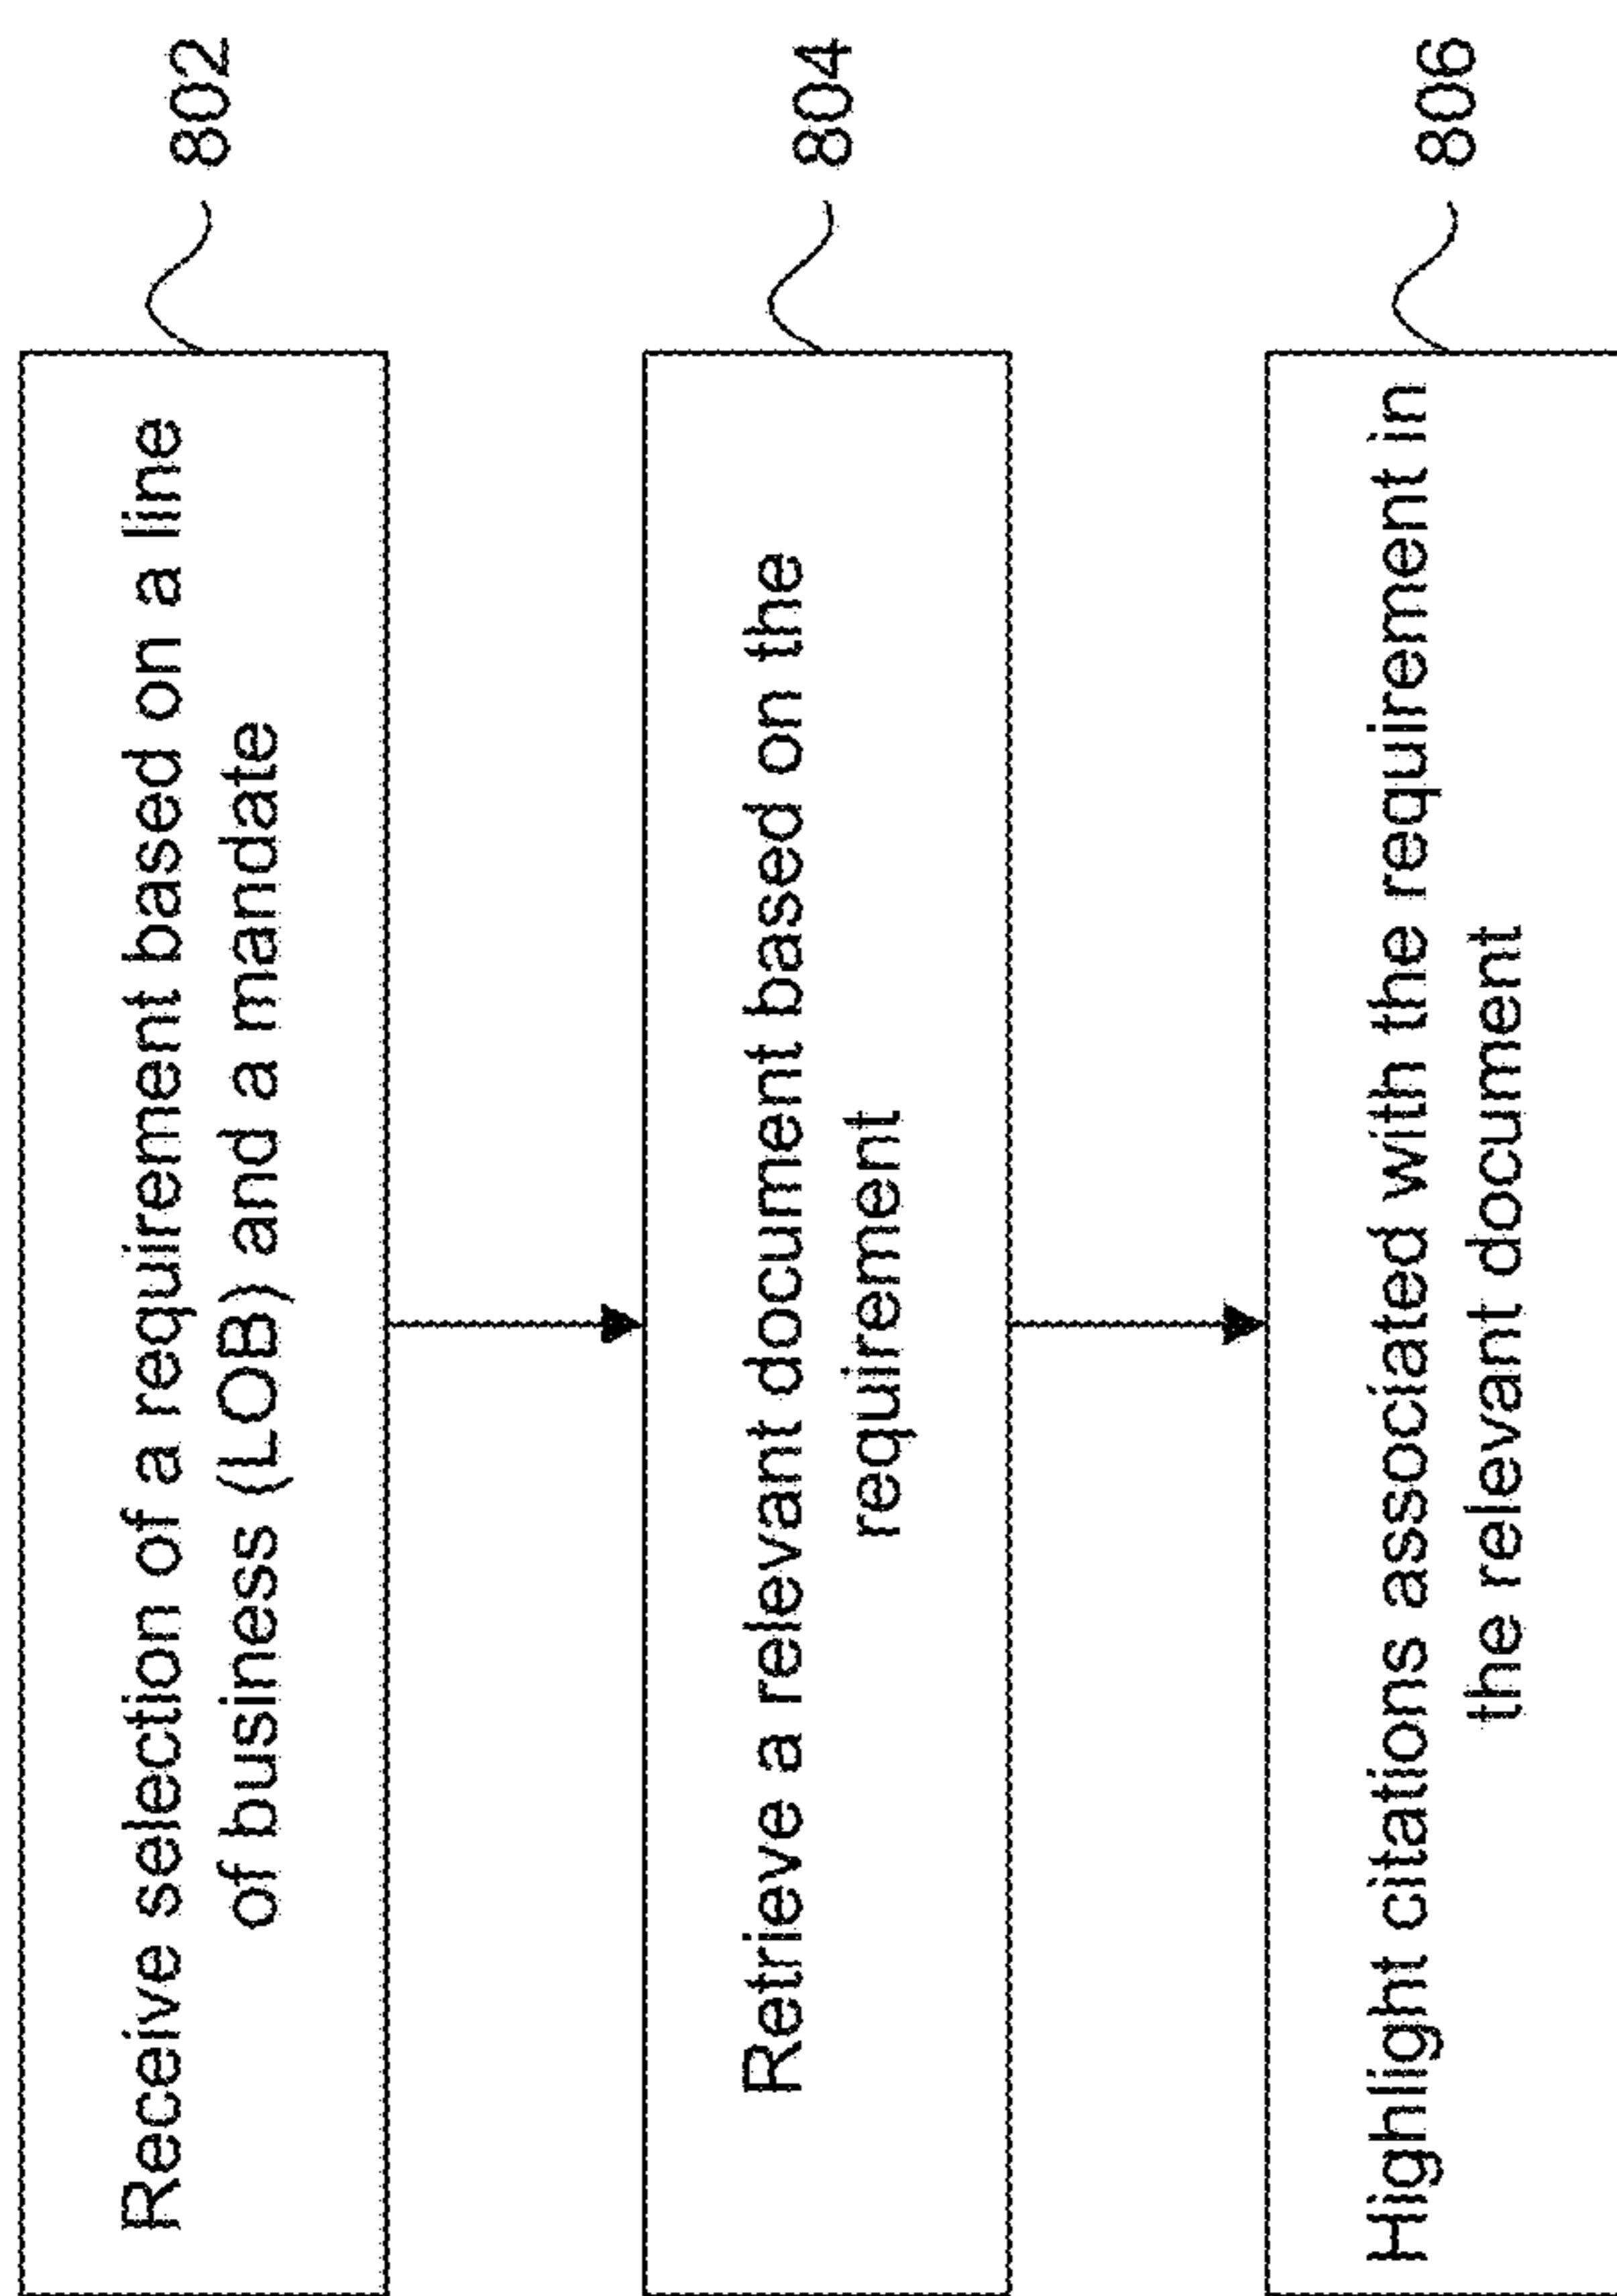 Receive selection of a requirement based on a line
of business (LOB) and a mandate
802
Retrieve a relevant document based on the
requirement
804
Highlight citations associated with the requirement in
the relevant document
806